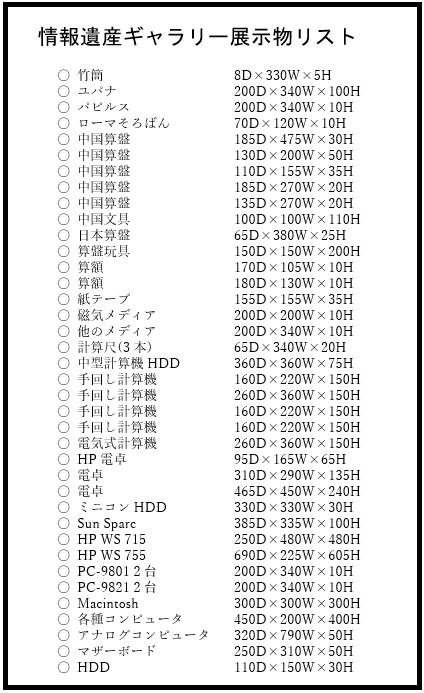 情報遺産ギャラリー展示物リスト
○ 竹簡 8D×330W×5H
○ ユパナ 200D×340W×100H
○ パピルス 200D×340W×10H
○ ローマそろばん 70D×120W×10H
○ 中国算盤 185D×475W×30H
○ 中国算盤 130D×200W×50H
○ 中国算盤 110D×155W×35H
○ 中国算盤 185D×270W×20H
○ 中国算盤 135D×270W×20H
○ 中国文具 100D×100W×110H
○ 日本算盤 65D×380W×25H
○ 算盤玩具 150D×150W×200H
○ 算額 170D×105W×10H
○ 算額 180D×130W×10H
○ 紙テープ 155D×155W×35H
○ 磁気メディア 200D×200W×10H
○ 他のメディア 200D×340W×10H
○ 計算尺(3本) 65D×340W×20H
○ 中型計算機 HDD 360D×360W×75H
○ 手回し計算機 160D×220W×150H
○ 手回し計算機 260D×360W×150H
○ 手回し計算機 160D×220W×150H
○ 手回し計算機 160D×220W×150H
○ 電気式計算機 260D×360W×150H
○ HP 電卓 95D×165W×65H
○ 電卓 310D×290W×135H
○ 電卓 465D×450W×240H
○ ミニコン HDD 330D×330W×30H
○ Sun Sparc 385D×335W×100H
○ HP WS 715 250D×480W×480H
○ HP WS 755 690D×225W×605H
○ PC-9801 2 台 200D×340W×10H
○ PC-9821 2 台 200D×340W×10H
○ Macintosh 300D×300W×300H
○ 各種コンピュータ 450D×200W×400H
○ アナログコンピュータ 320D×790W×50H
○ マザーボード 250D×310W×50H
○ HDD 110D×150W×30H